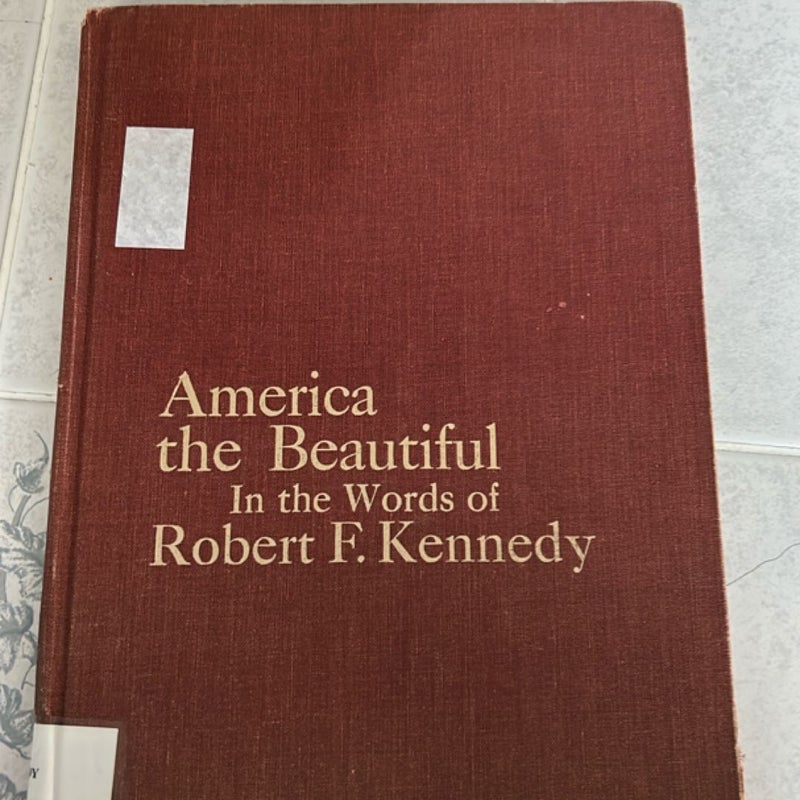 America
the Beautiful
In the Words of
Robert F. Kennedy